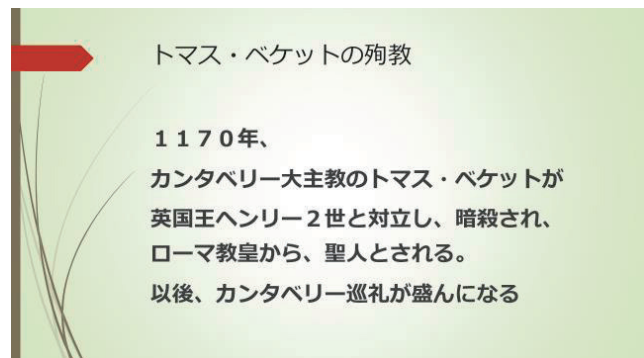 トマス・ベケットの殉教
１１７０年、
カンタベリー大主教のトマス・ベケットが
英国王ヘンリー２世と対立し、暗殺され、
ローマ教皇から、聖人とされる。
以後、カンタベリー巡礼が盛んになる